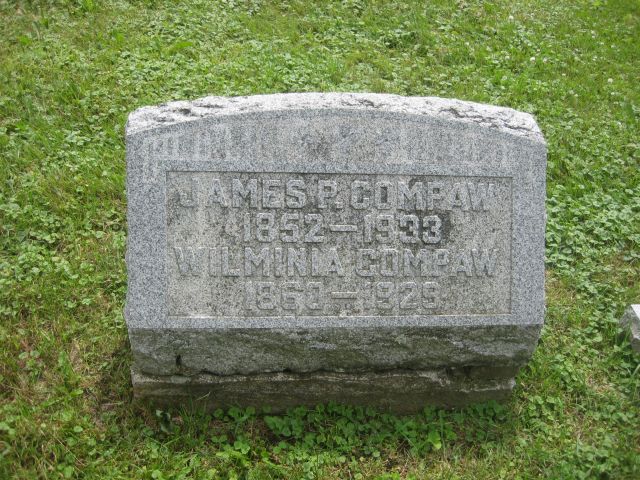 JAMES P. COMPAW
1852–1933
WILMINIA COMPAW
1860–1929